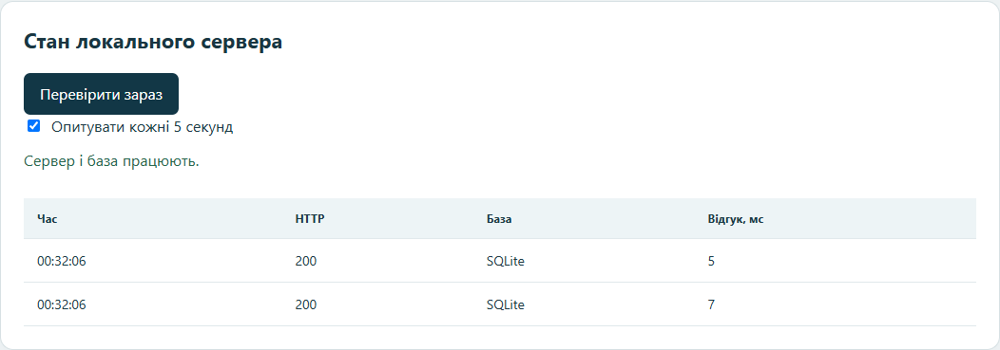 Стан локального сервера
Перевірити зараз
Опитувати кожні 5 секунд
Сервер і база працюють.
Час HTTP База Відгук, мс
00:32:06 200 SQLite 5
00:32:06 200 SQLite 7